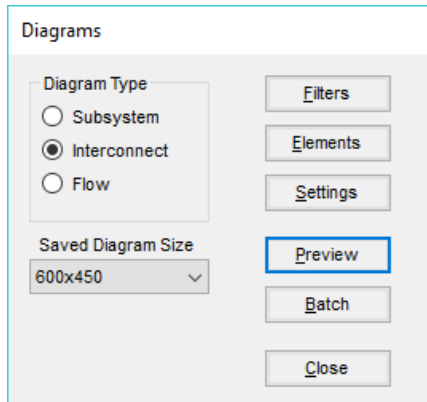 Diagrams
Diagram Type
Subsystem
Interconnect
Flow
Saved Diagram Size
600x450
Filters
Elements
Settings
Preview
Batch
Close